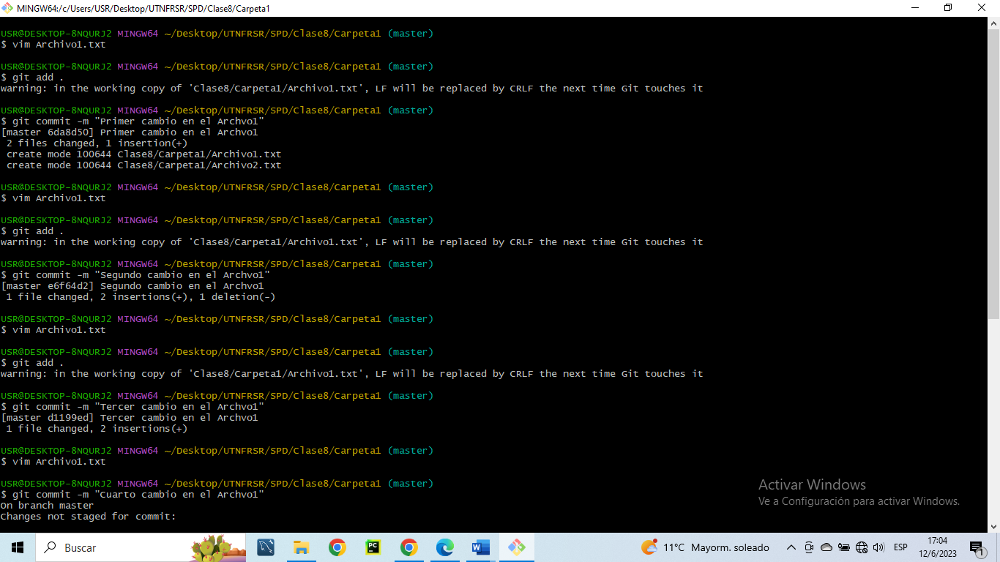 MINGW64:/c/Users/USR/Desktop/UTNFRSR/SPD/Clase8/Carpeta1
USR@DESKTOP-8NQURJ2 MINGW64 ~/Desktop/UTNFRSR/SPD/Clase8/Carpeta1 (master)
$ vim Archivo1.txt
USR@DESKTOP-8NQURJ2 MINGW64 ~/Desktop/UTNFRSR/SPD/Clase8/Carpeta1 (master)
$ git add .
warning: in the working copy of 'Clase8/Carpeta1/Archivo1.txt', LF will be replaced by CRLF the next time Git touches it
USR@DESKTOP-8NQURJ2 MINGW64 ~/Desktop/UTNFRSR/SPD/Clase8/Carpeta1 (master)
$ git commit -m "Primer cambio en el Archvo1"
[master 6da8d50] Primer cambio en el Archvo1
 2 files changed, 1 insertion(+)
 create mode 100644 Clase8/Carpeta1/Archivo1.txt
 create mode 100644 Clase8/Carpeta1/Archivo2.txt
USR@DESKTOP-8NQURJ2 MINGW64 ~/Desktop/UTNFRSR/SPD/Clase8/Carpeta1 (master)
$ vim Archivo1.txt
USR@DESKTOP-8NQURJ2 MINGW64 ~/Desktop/UTNFRSR/SPD/Clase8/Carpeta1 (master)
$ git add .
warning: in the working copy of 'Clase8/Carpeta1/Archivo1.txt', LF will be replaced by CRLF the next time Git touches it
USR@DESKTOP-8NQURJ2 MINGW64 ~/Desktop/UTNFRSR/SPD/Clase8/Carpeta1 (master)
$ git commit -m "Segundo cambio en el Archvo1"
[master e6f64d2] Segundo cambio en el Archvo1
 1 file changed, 2 insertions(+), 1 deletion(-)
USR@DESKTOP-8NQURJ2 MINGW64 ~/Desktop/UTNFRSR/SPD/Clase8/Carpeta1 (master)
$ vim Archivo1.txt
USR@DESKTOP-8NQURJ2 MINGW64 ~/Desktop/UTNFRSR/SPD/Clase8/Carpeta1 (master)
$ git add .
warning: in the working copy of 'Clase8/Carpeta1/Archivo1.txt', LF will be replaced by CRLF the next time Git touches it
USR@DESKTOP-8NQURJ2 MINGW64 ~/Desktop/UTNFRSR/SPD/Clase8/Carpeta1 (master)
$ git commit -m "Tercer cambio en el Archvo1"
[master d1199ed] Tercer cambio en el Archvo1
 1 file changed, 2 insertions(+)
USR@DESKTOP-8NQURJ2 MINGW64 ~/Desktop/UTNFRSR/SPD/Clase8/Carpeta1 (master)
$ vim Archivo1.txt
USR@DESKTOP-8NQURJ2 MINGW64 ~/Desktop/UTNFRSR/SPD/Clase8/Carpeta1 (master)
$ git commit -m "Cuarto cambio en el Archvo1"
On branch master
Changes not staged for commit:
Activar Windows
Ve a Configuración para activar Windows.
Buscar
PC
W
11°C Mayorm. soleado
ESP
17:04
12/6/2023
1